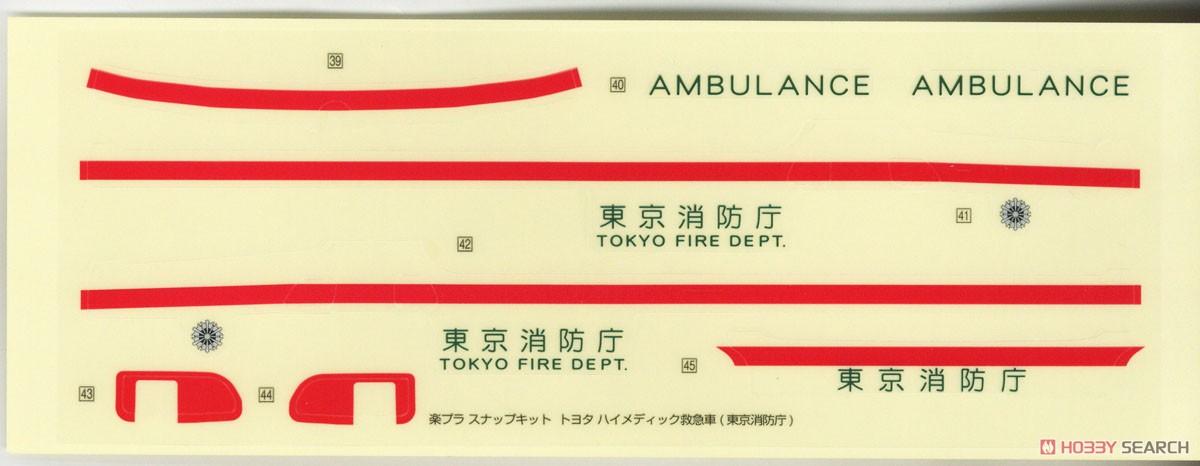 39
40 AMBULANCE AMBULANCE
東京消防庁
41
TOKYO FIRE DEPT.
42
東京消防庁
TOKYO FIRE DEPT.
45
東京消防庁
43
44
楽プラ スナップキット トヨタ ハイメディック救急車 ( 東京消防庁 )
HOBBY SEARCH